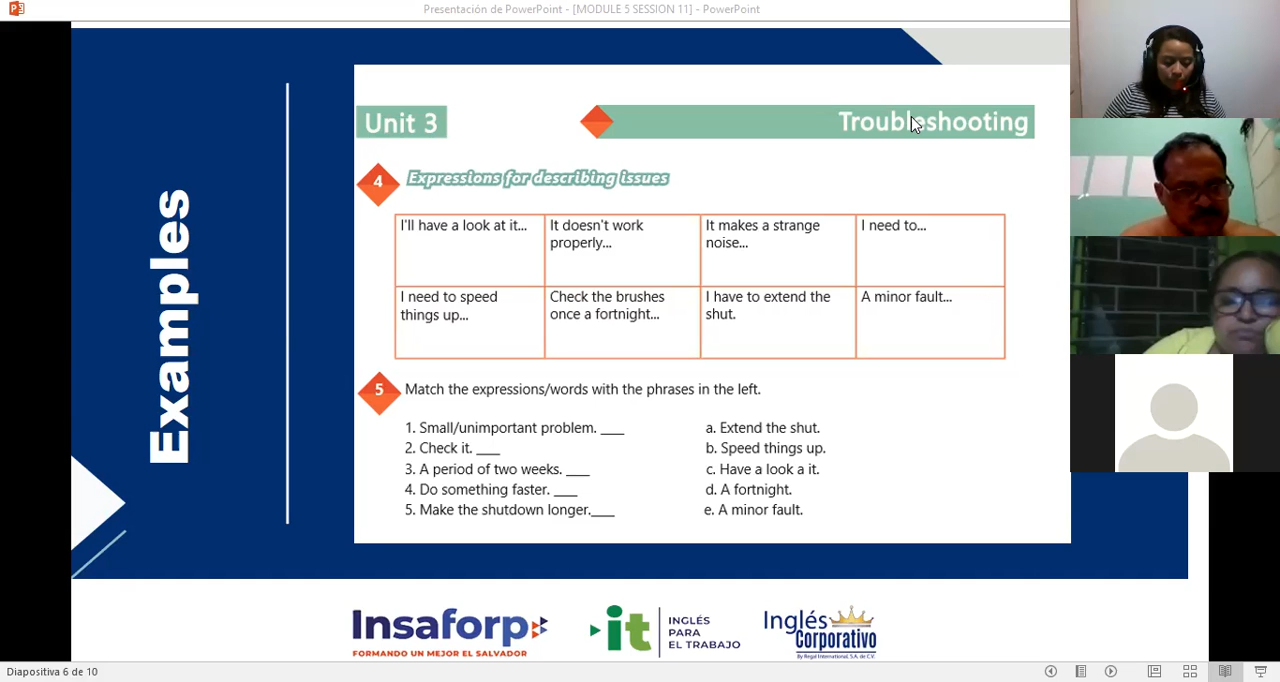 Presentación de PowerPoint - [MODULE 5 SESSION 11] - PowerPoint
Examples
Unit 3
Troubleshooting
4
Expressions for describing issues
I'll have a look at it...
It doesn't work
properly...
It makes a strange
noise...
I need to...
I need to speed
things up...
Check the brushes
once a fortnight...
I have to extend the
shut.
A minor fault...
5
Match the expressions/words with the phrases in the left.
1. Small/unimportant problem. ____
a. Extend the shut.
2. Check it. ____
b. Speed things up.
3. A period of two weeks. ____
c. Have a look a it.
4. Do something faster. ____
d. A fortnight.
5. Make the shutdown longer.____
e. A minor fault.
Insaforp
FORMANDO UN MEJOR EL SALVADOR
it
INGLÉS
PARA
EL TRABAJO
Inglés
Corporativo
By Regal International, S.A. de C.V.
Diapositiva 6 de 10